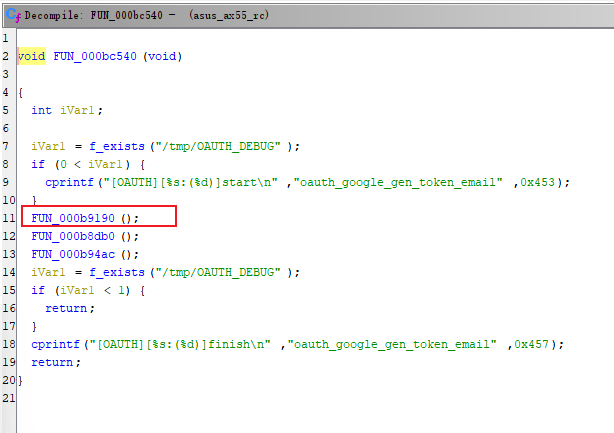 Decompile: FUN_000bc540 - (asus_ax55_rc)
1
2 void FUN_000bc540 (void)
3
4 {
5 int iVar1;
6
7 iVar1 = f_exists ("/tmp/OAUTH_DEBUG" );
8 if (0 < iVar1) {
9 cprintf ("[OAUTH][%s:(%d)]start\n" ,"oauth_google_gen_token_email" ,0x453);
10 }
11 FUN_000b9190 ();
12 FUN_000b8db0 ();
13 FUN_000b94ac ();
14 iVar1 = f_exists ("/tmp/OAUTH_DEBUG" );
15 if (iVar1 < 1) {
16 return;
17 }
18 cprintf ("[OAUTH][%s:(%d)]finish\n" ,"oauth_google_gen_token_email" ,0x457);
19 return;
20 }
21